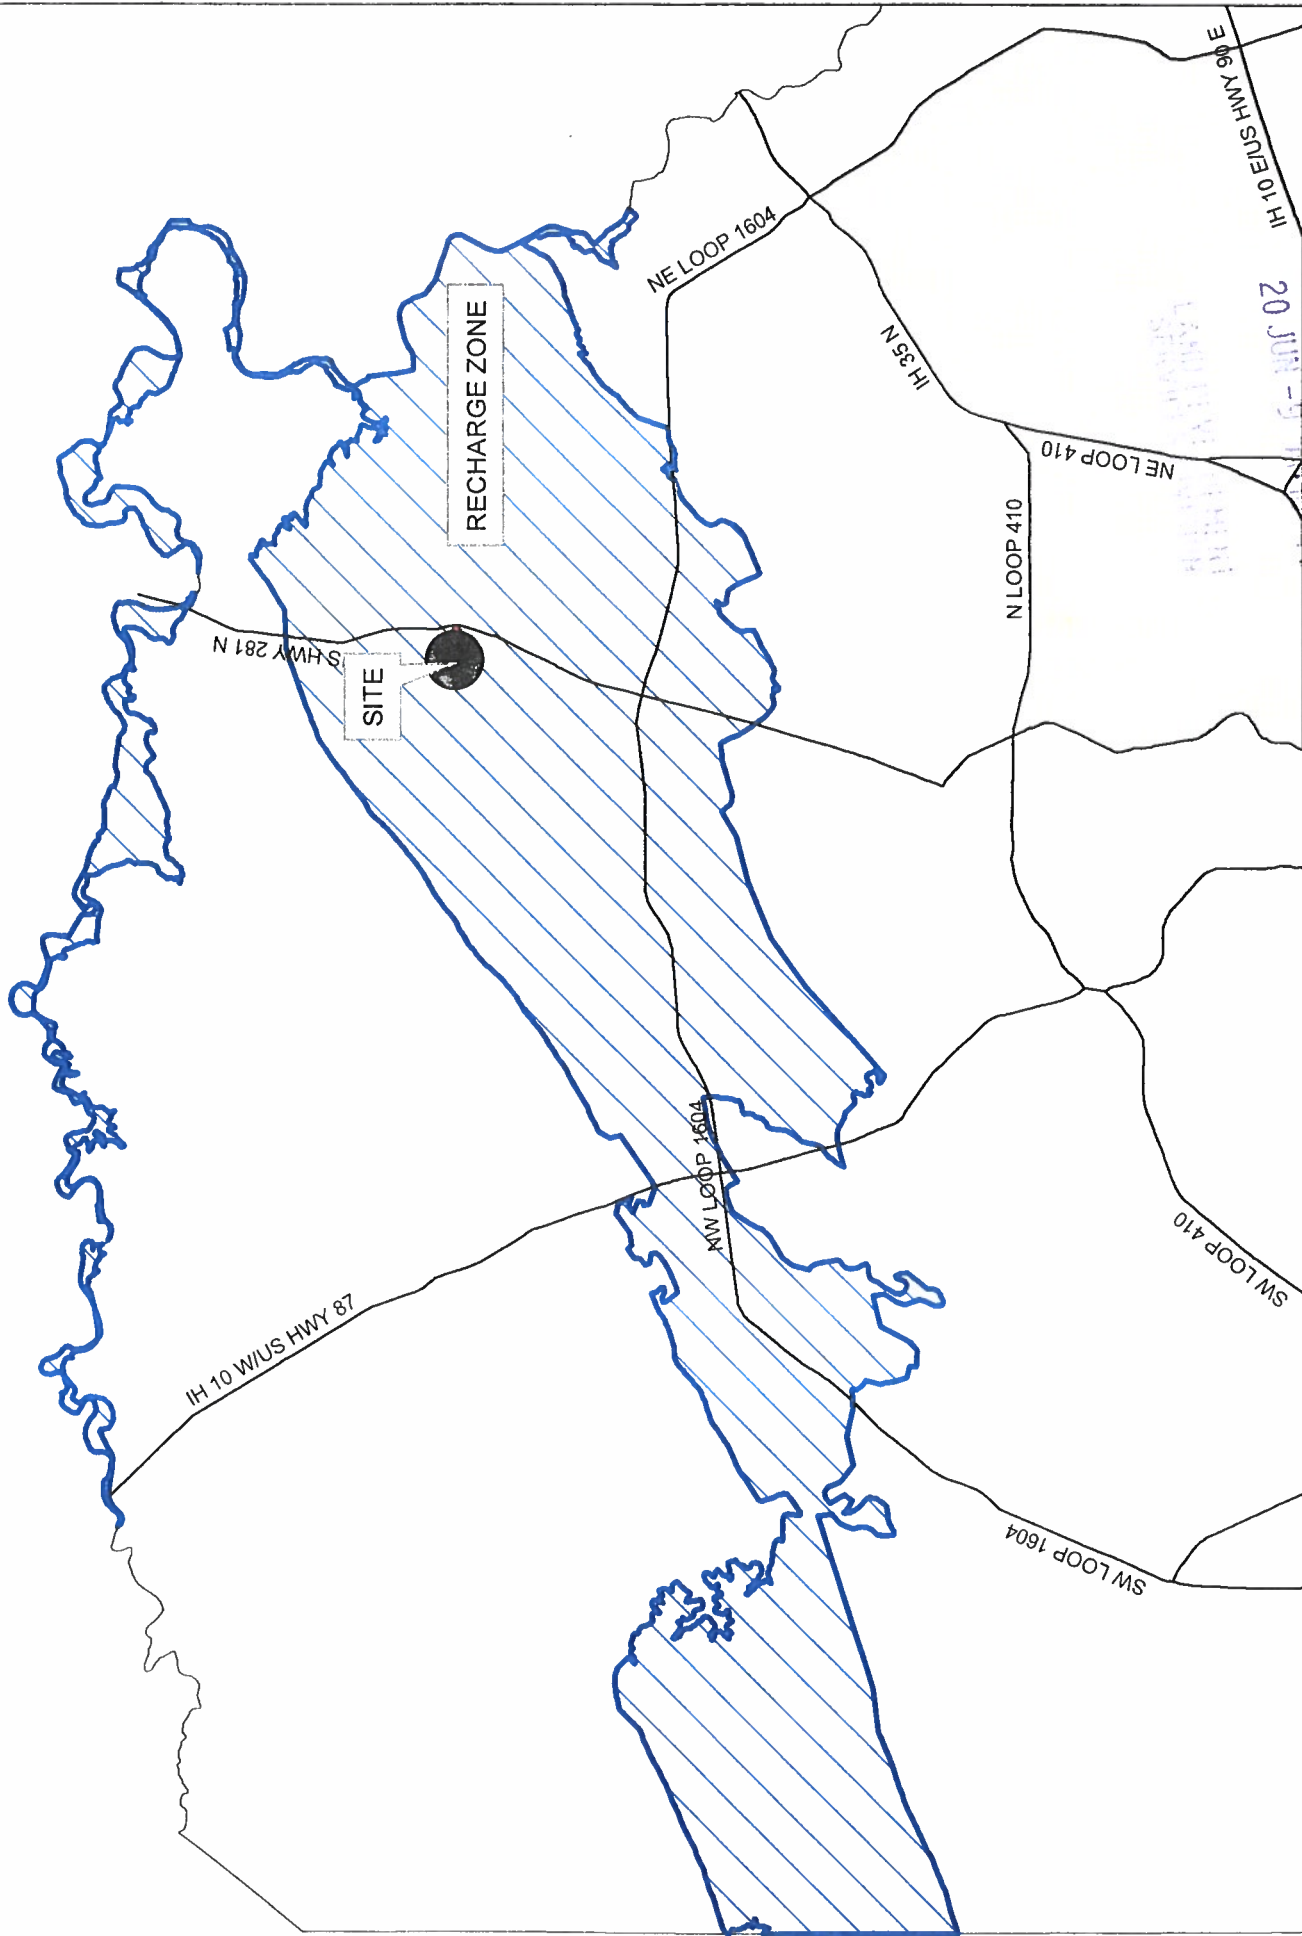 RECHARGE ZONE
SITE
S HWY 281 N
NE LOOP 1604
IH 35 N
IH 10 E/US HWY 90 E
NE LOOP 410
N LOOP 410
NW LOOP 1604
IH 10 W/US HWY 87
SW LOOP 410
SW LOOP 1604
20 JUN -9